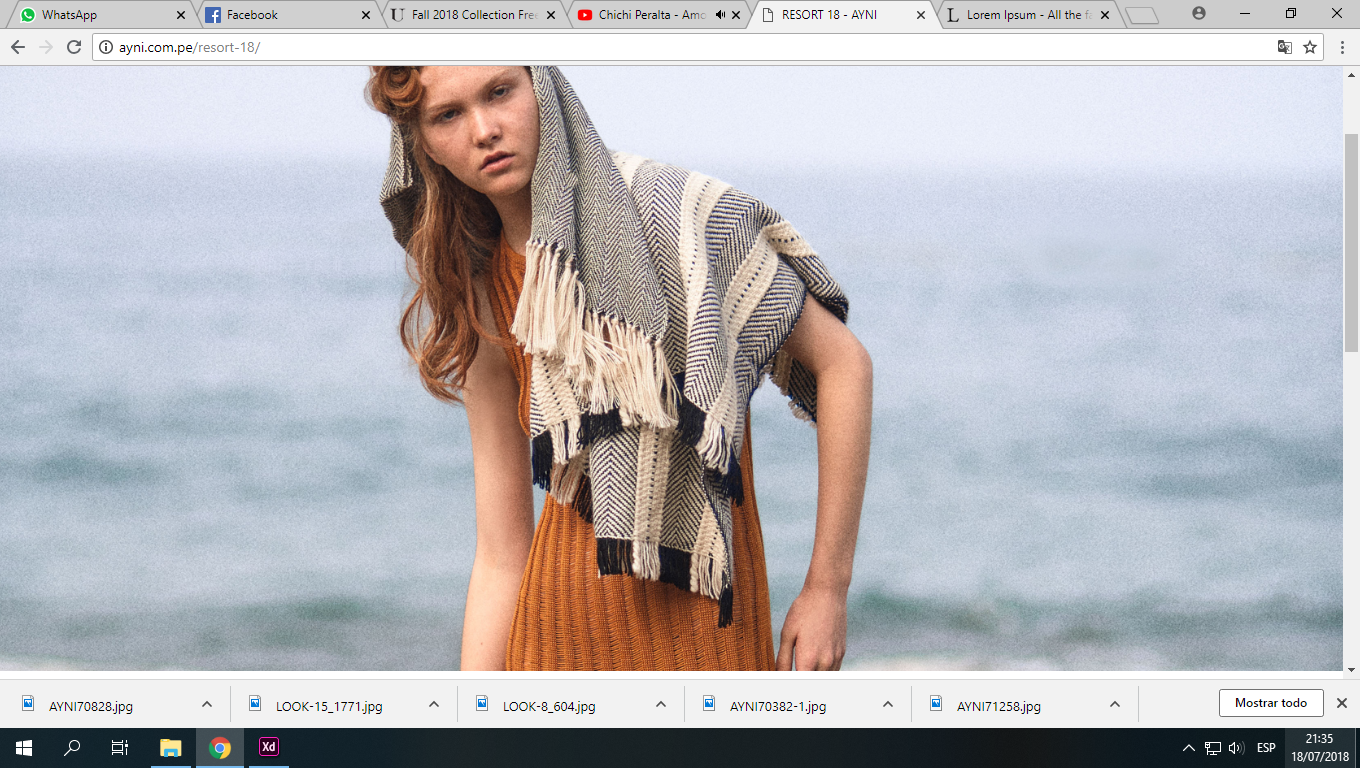 WhatsApp
Facebook
Fall 2018 Collection Free
Chichi Peralta - Amo
RESORT 18 - AYNI
Lorem Ipsum - All the fa
ayni.com.pe/resort-18/
AYNI70828.jpg
LOOK-15_1771.jpg
LOOK-8_604.jpg
AYNI70382-1.jpg
AYNI71258.jpg
Mostrar todo
Xd
ESP
21:35
18/07/2018